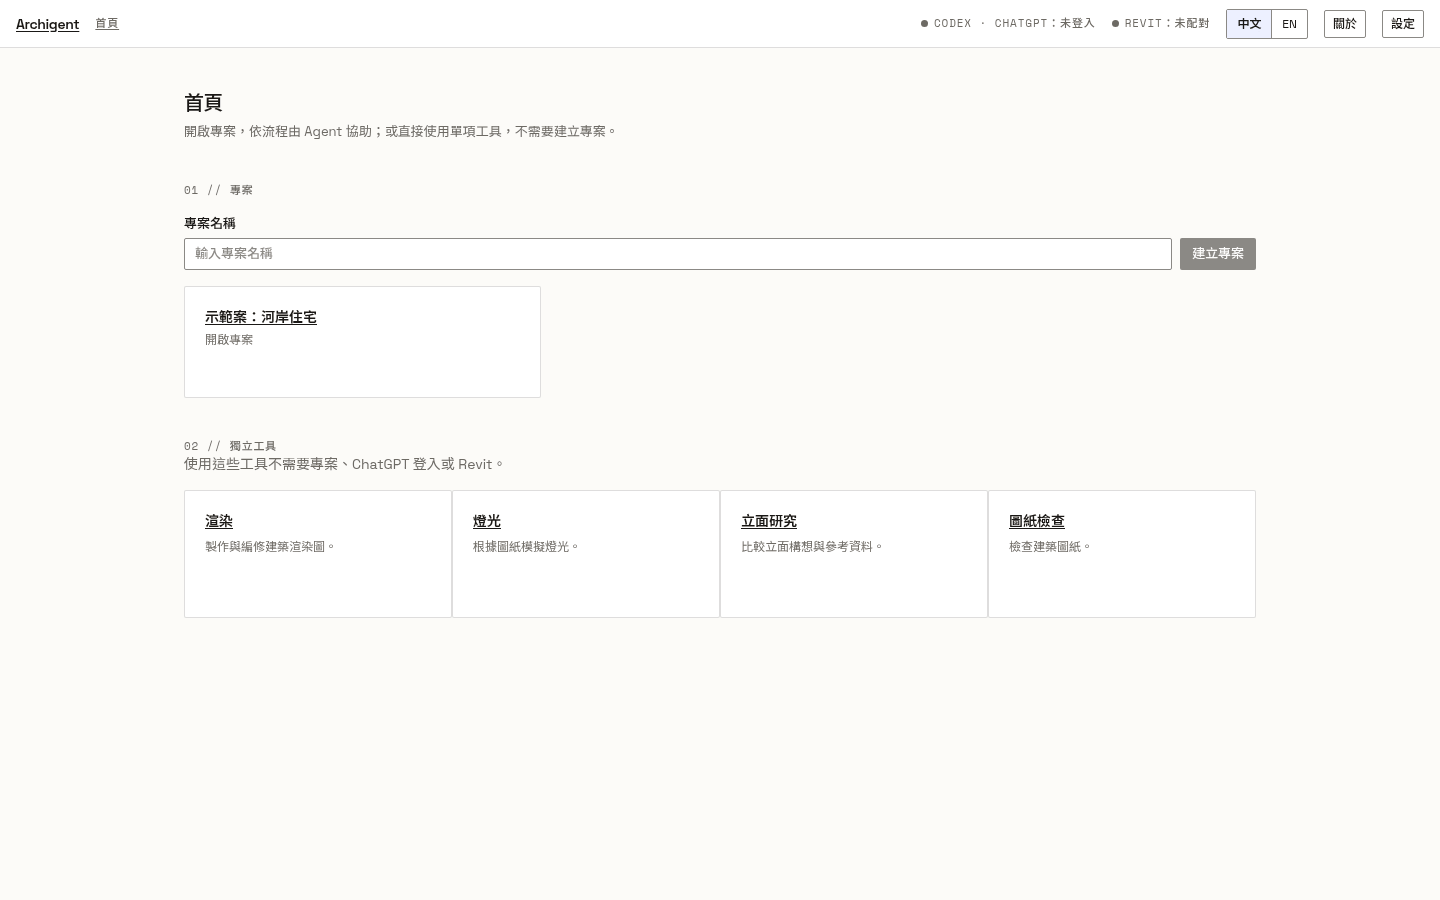 Archigent 首頁 CODEX · CHATGPT：未登入 REVIT：未配對 中文 EN 關於 設定
首頁
開啟專案，依流程由 Agent 協助；或直接使用單項工具，不需要建立專案。
01 // 專案
專案名稱
輸入專案名稱 建立專案
示範案：河岸住宅
開啟專案
02 // 獨立工具
使用這些工具不需要專案、ChatGPT 登入或 Revit。
渲染
製作與編修建築渲染圖。
燈光
根據圖紙模擬燈光。
立面研究
比較立面構想與參考資料。
圖紙檢查
檢查建築圖紙。